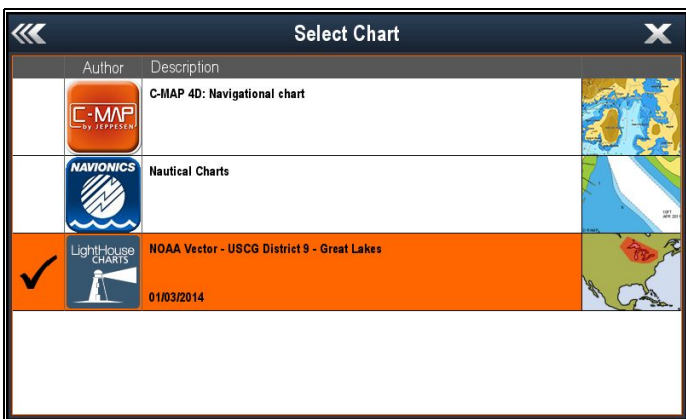 Select Chart
Author
Description
C-MAP
by JEPPESEN
C-MAP 4D: Navigational chart
NAVIONICS
Nautical Charts
LightHouse
CHARTS
NOAA Vector - USCG District 9 - Great Lakes
01/03/2014